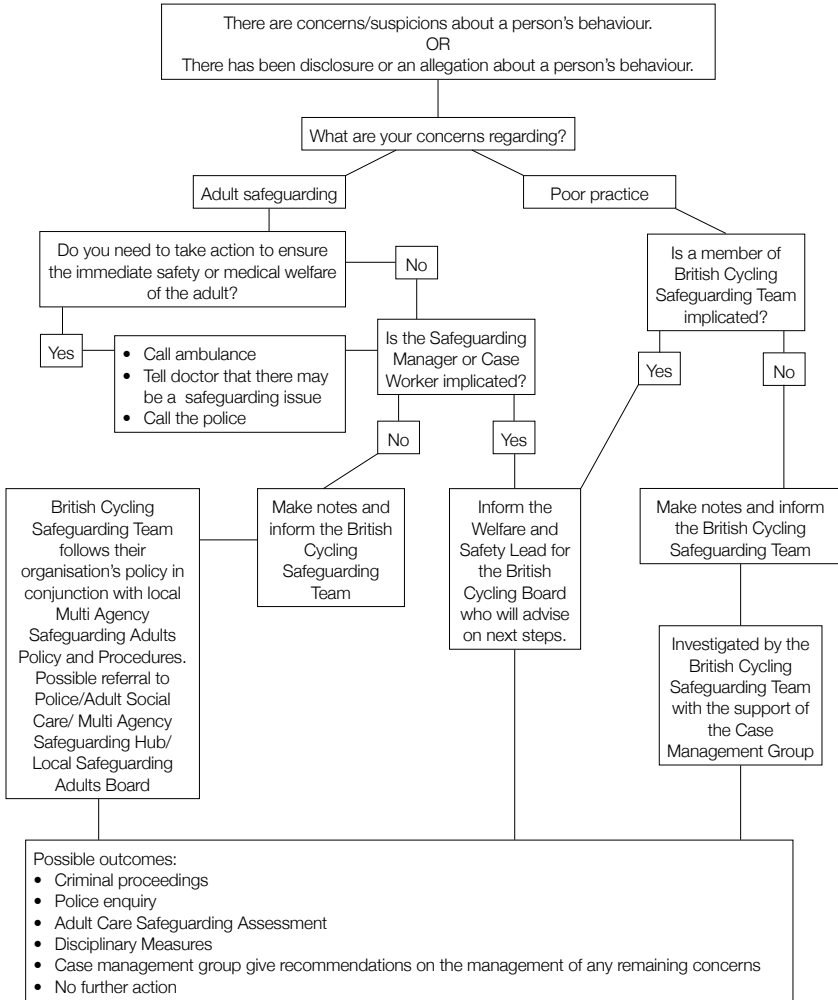 There are concerns/suspicions about a person's behaviour.
OR
There has been disclosure or an allegation about a person's behaviour.
What are your concerns regarding?
Adult safeguarding
Poor practice
Do you need to take action to ensure
the immediate safety or medical welfare
of the adult?
No
Is a member of
British Cycling
Safeguarding Team
implicated?
Yes
• Call ambulance
• Tell doctor that there may
be a safeguarding issue
• Call the police
Is the Safeguarding
Manager or Case
Worker implicated?
Yes
No
No
Yes
British Cycling
Safeguarding Team
follows their
organisation's policy in
conjunction with local
Multi Agency
Safeguarding Adults
Policy and Procedures.
Possible referral to
Police/Adult Social
Care/ Multi Agency
Safeguarding Hub/
Local Safeguarding
Adults Board
Make notes and
inform the British
Cycling
Safeguarding
Team
Inform the
Welfare and
Safety Lead for
the British
Cycling Board
who will advise
on next steps.
Make notes and inform
the British Cycling
Safeguarding Team
Investigated by the
British Cycling
Safeguarding Team
with the support of
the Case
Management Group
Possible outcomes:
• Criminal proceedings
• Police enquiry
• Adult Care Safeguarding Assessment
• Disciplinary Measures
• Case management group give recommendations on the management of any remaining concerns
• No further action